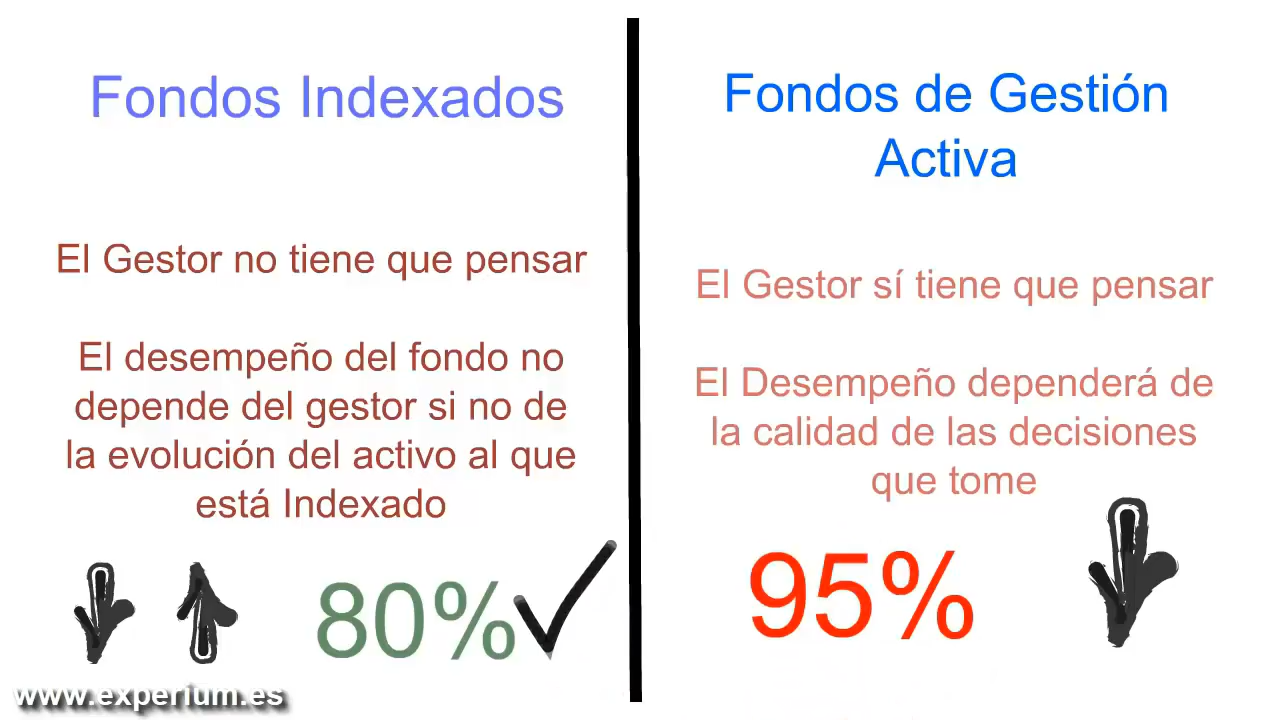 Fondos Indexados
El Gestor no tiene que pensar
El desempeño del fondo no
depende del gestor si no de
la evolución del activo al que
está Indexado
80%
Fondos de Gestión
Activa
El Gestor sí tiene que pensar
El Desempeño dependerá de
la calidad de las decisiones
que tome
95%
www.experium.es